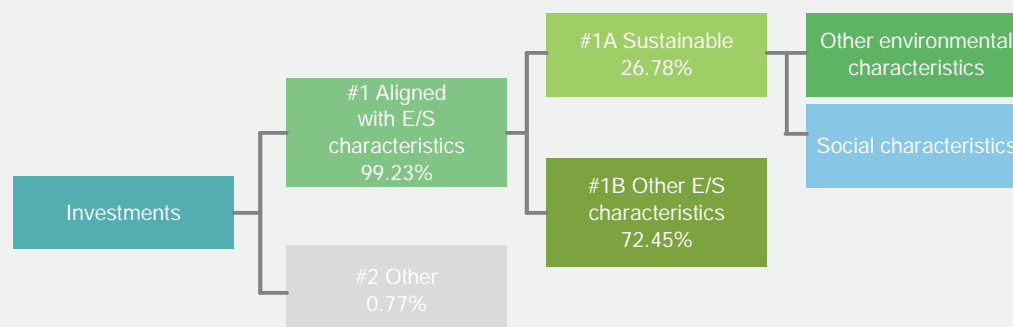 Investments
#1 Aligned
with E/S
characteristics
99.23%
#2 Other
0.77%
#1A Sustainable
26.78%
#1B Other E/S
characteristics
72.45%
Other environmental
characteristics
Social characteristics